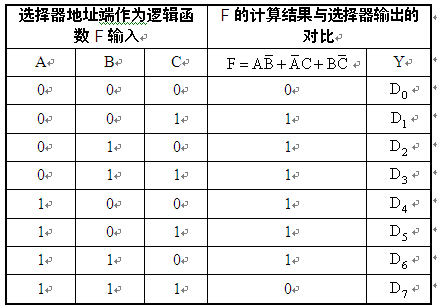 选择器地址端作为逻辑函 F 的计算结果与选择器输出的
数 F 输入 对比
A B C F = AB̅ + A̅C + BC̅ Y
0 0 0 0 D₀
0 0 1 1 D₁
0 1 0 1 D₂
0 1 1 1 D₃
1 0 0 1 D₄
1 0 1 1 D₅
1 1 0 1 D₆
1 1 1 0 D₇